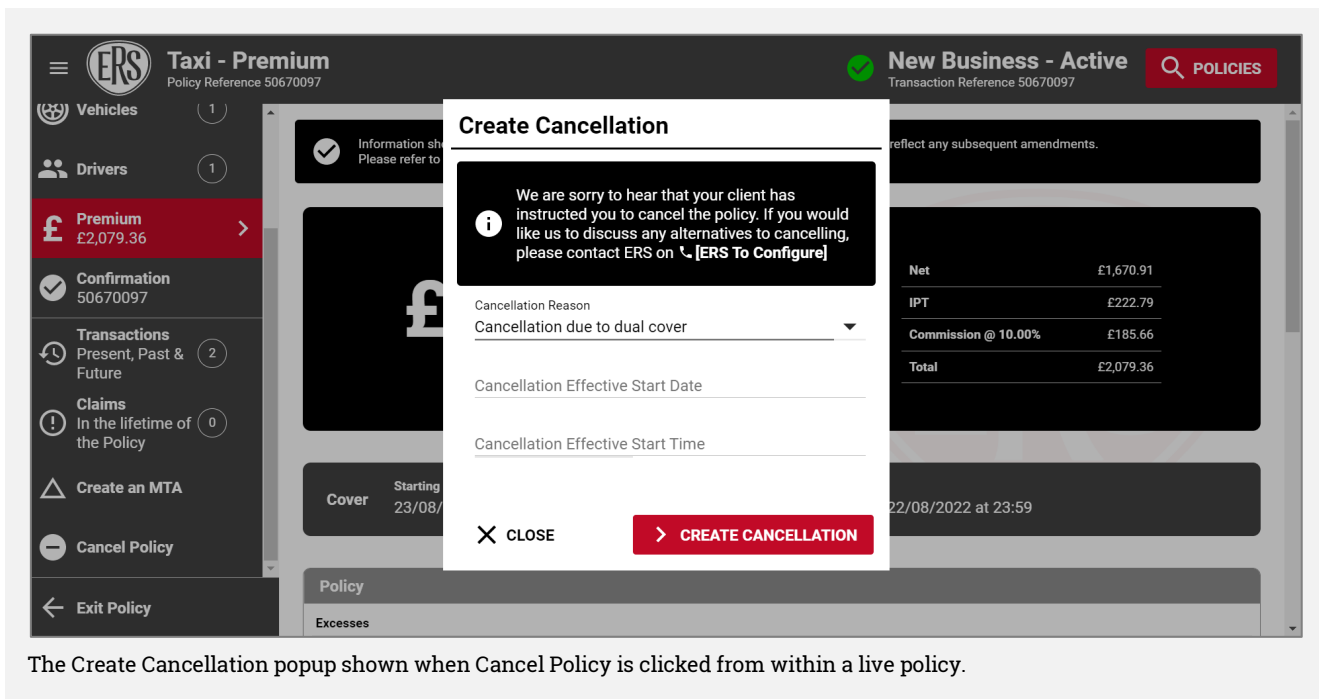 ERS
Taxi - Premium
Policy Reference 50670097
New Business - Active
Transaction Reference 50670097
POLICIES
Vehicles
1
Drivers
1
£
Premium
£2,079.36
Confirmation
50670097
Transactions
Present, Past &
Future
2
Claims
In the lifetime of
the Policy
0
Create an MTA
Cancel Policy
Exit Policy
Information
Please refer to
reflect any subsequent amendments.
£
Net £1,670.91
IPT £222.79
Commission @ 10.00% £185.66
Total £2,079.36
Cover
Starting
23/08/
22/08/2022 at 23:59
Policy
Excesses
Create Cancellation
We are sorry to hear that your client has
instructed you to cancel the policy. If you would
like us to discuss any alternatives to cancelling,
please contact ERS on [ERS To Configure]
Cancellation Reason
Cancellation due to dual cover
Cancellation Effective Start Date
Cancellation Effective Start Time
CLOSE
CREATE CANCELLATION
The Create Cancellation popup shown when Cancel Policy is clicked from within a live policy.